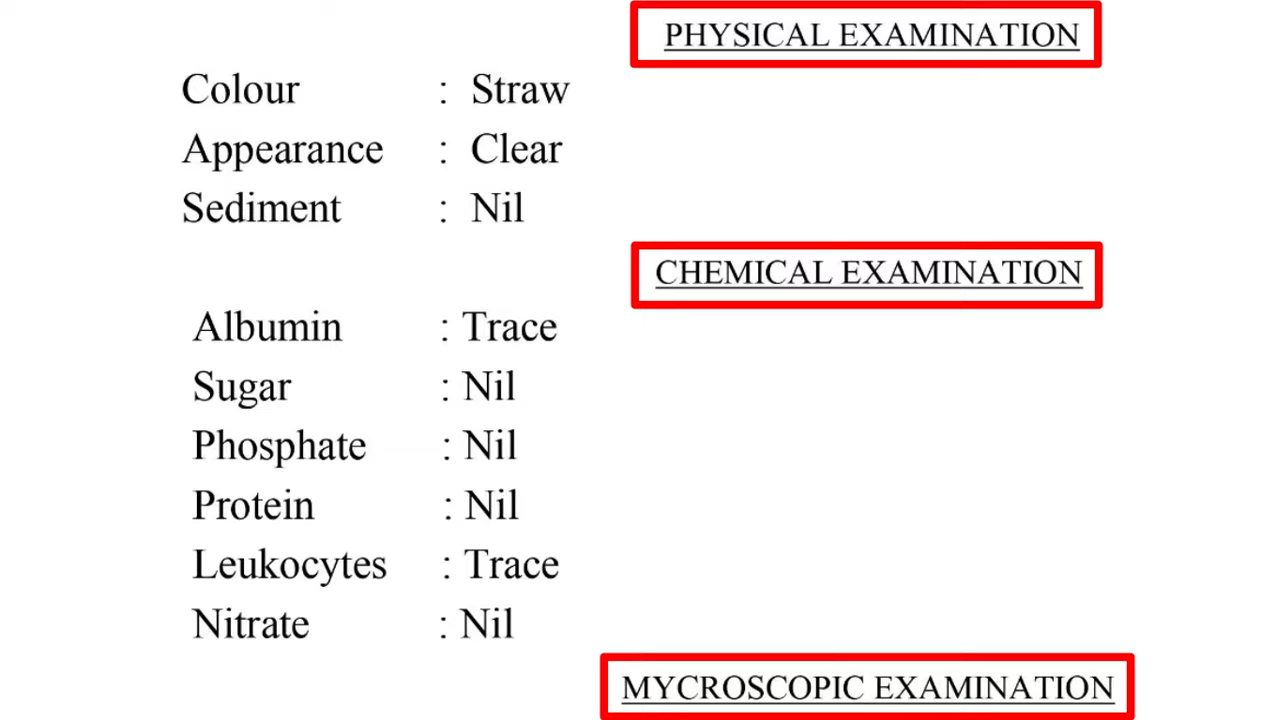 PHYSICAL EXAMINATION
Colour : Straw
Appearance : Clear
Sediment : Nil
CHEMICAL EXAMINATION
Albumin : Trace
Sugar : Nil
Phosphate : Nil
Protein : Nil
Leukocytes : Trace
Nitrate : Nil
MYCROSCOPIC EXAMINATION